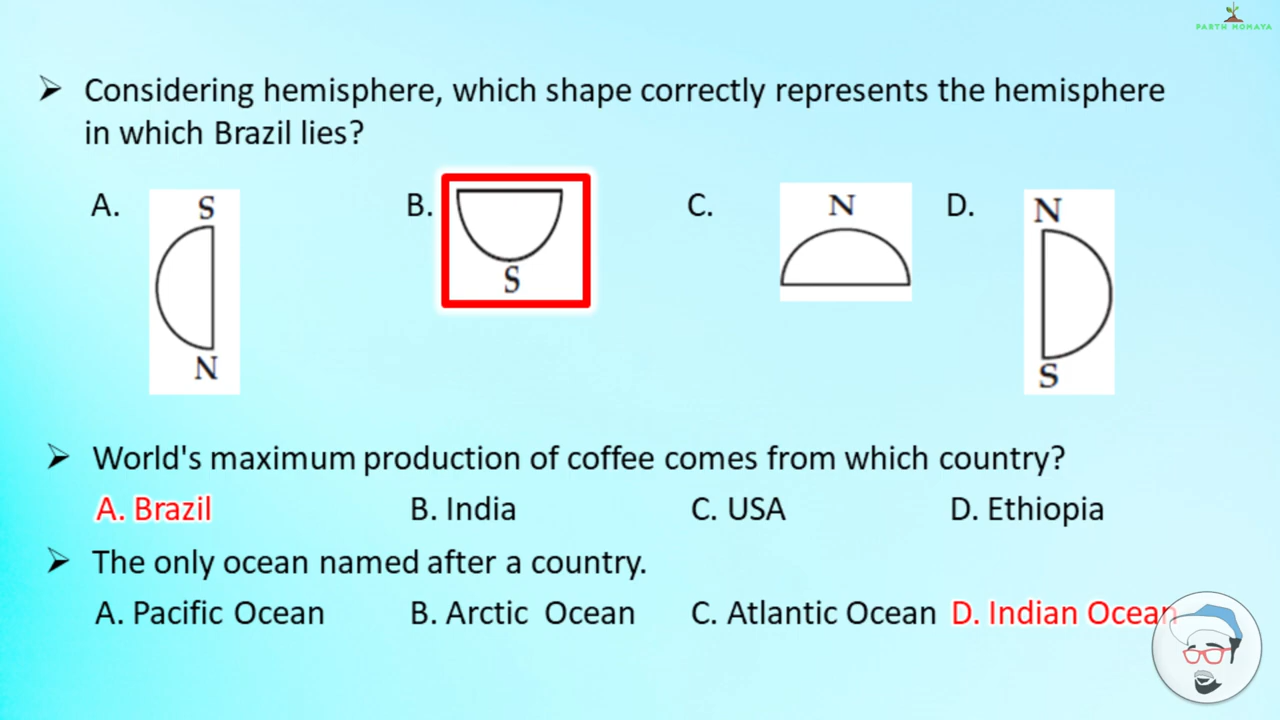 PARTH MOMAYA
Considering hemisphere, which shape correctly represents the hemisphere
in which Brazil lies?
A. B. C. D.
S
N
S
N
N
S
World's maximum production of coffee comes from which country?
A. Brazil B. India C. USA D. Ethiopia
The only ocean named after a country.
A. Pacific Ocean B. Arctic Ocean C. Atlantic Ocean D. Indian Ocean